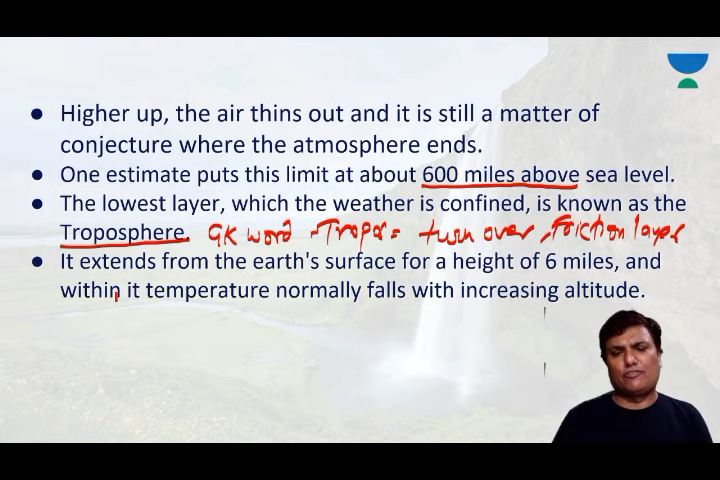 ● Higher up, the air thins out and it is still a matter of
conjecture where the atmosphere ends.
● One estimate puts this limit at about 600 miles above sea level.
● The lowest layer, which the weather is confined, is known as the
Troposphere. GK word - Tropos = turn over, Friction layer
● It extends from the earth's surface for a height of 6 miles, and
within it temperature normally falls with increasing altitude.